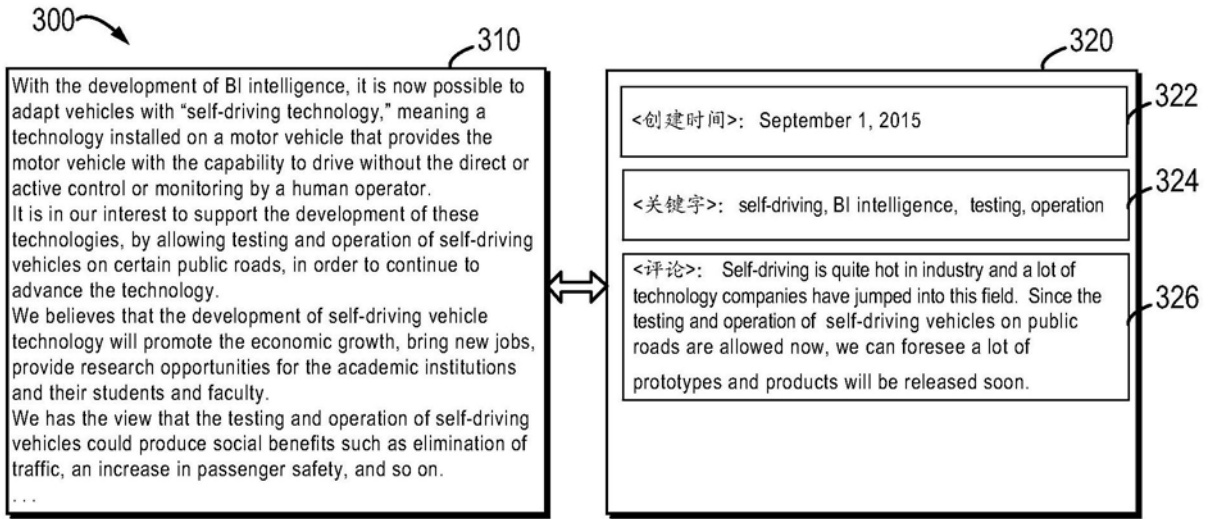 300
310
With the development of BI intelligence, it is now possible to
adapt vehicles with “self-driving technology,” meaning a
technology installed on a motor vehicle that provides the
motor vehicle with the capability to drive without the direct or
active control or monitoring by a human operator.
It is in our interest to support the development of these
technologies, by allowing testing and operation of self-driving
vehicles on certain public roads, in order to continue to
advance the technology.
We believes that the development of self-driving vehicle
technology will promote the economic growth, bring new jobs,
provide research opportunities for the academic institutions
and their students and faculty.
We has the view that the testing and operation of self-driving
vehicles could produce social benefits such as elimination of
traffic, an increase in passenger safety, and so on.
...
320
322
<创建时间>: September 1, 2015
324
<关键字>: self-driving, BI intelligence, testing, operation
326
<评论>: Self-driving is quite hot in industry and a lot of
technology companies have jumped into this field. Since the
testing and operation of self-driving vehicles on public
roads are allowed now, we can foresee a lot of
prototypes and products will be released soon.